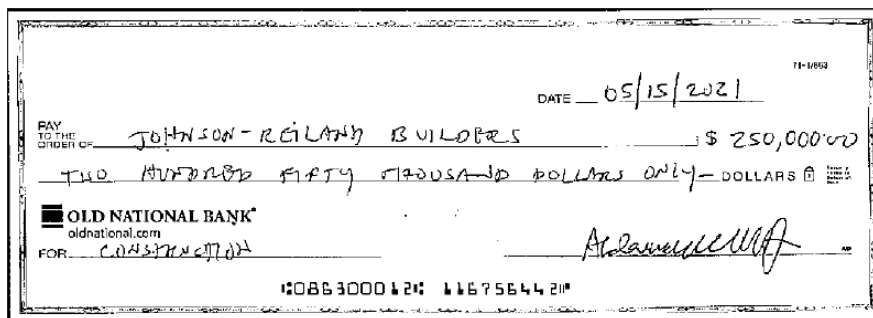 71-1/863
DATE 05/15/2021
PAY TO THE ORDER OF JOHNSON-REILAND BUILDERS $ 250,000.00
TWO HUNDRED FIFTY THOUSAND DOLLARS ONLY— DOLLARS
OLD NATIONAL BANK
oldnational.com
FOR CONSTRUCTION
⑆086300012⑆ 116756442⑈